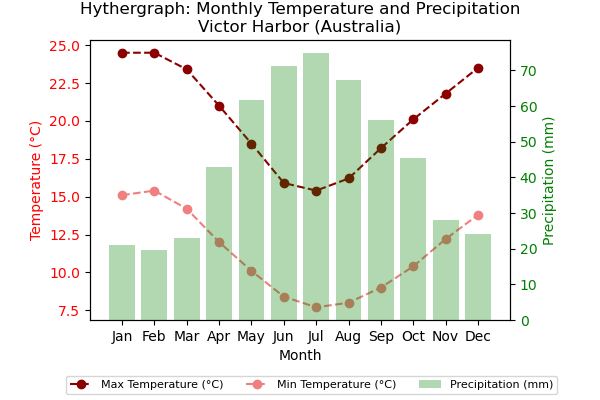 Hythergraph: Monthly Temperature and Precipitation
Victor Harbor (Australia)
25.0
22.5
20.0
17.5
15.0
12.5
10.0
7.5
Temperature (°C)
70
60
50
40
30
20
10
0
Precipitation (mm)
Jan Feb Mar Apr May Jun Jul Aug Sep Oct Nov Dec
Month
Max Temperature (°C) Min Temperature (°C) Precipitation (mm)